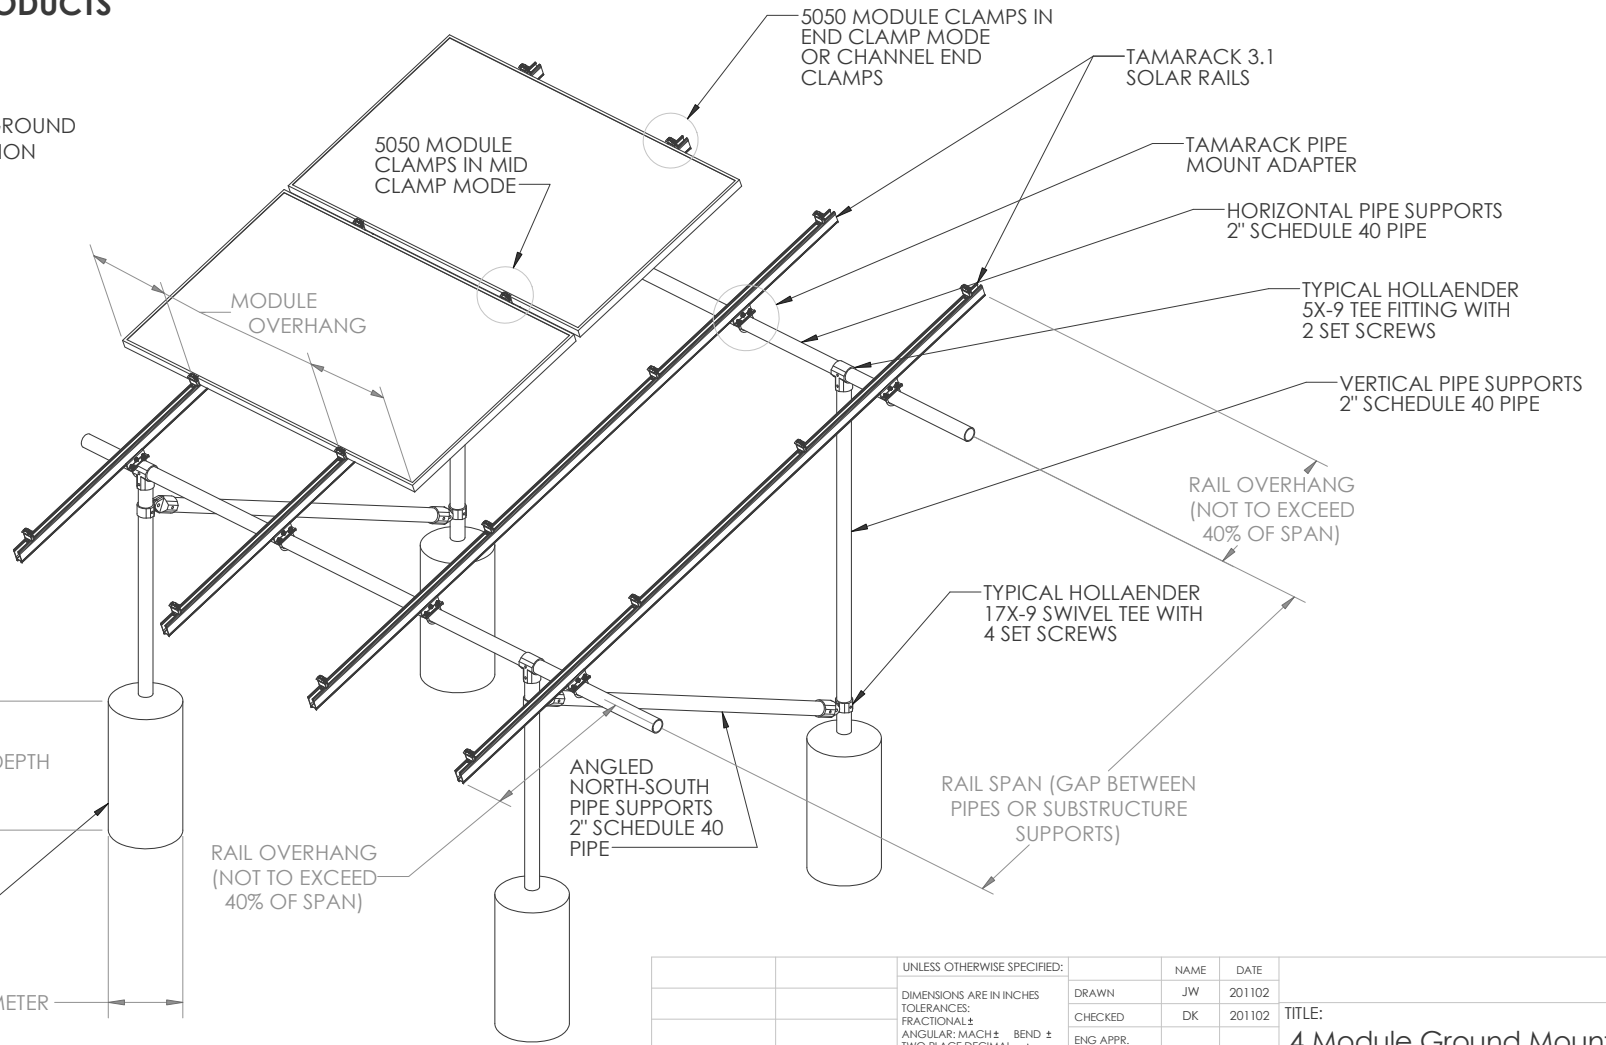 5050 MODULE CLAMPS IN
END CLAMP MODE
OR CHANNEL END
CLAMPS
TAMARACK 3.1
SOLAR RAILS
5050 MODULE
CLAMPS IN MID
CLAMP MODE
TAMARACK PIPE
MOUNT ADAPTER
HORIZONTAL PIPE SUPPORTS
2" SCHEDULE 40 PIPE
MODULE
OVERHANG
TYPICAL HOLLAENDER
5X-9 TEE FITTING WITH
2 SET SCREWS
VERTICAL PIPE SUPPORTS
2" SCHEDULE 40 PIPE
RAIL OVERHANG
(NOT TO EXCEED
40% OF SPAN)
TYPICAL HOLLAENDER
17X-9 SWIVEL TEE WITH
4 SET SCREWS
DEPTH
ANGLED
NORTH-SOUTH
PIPE SUPPORTS
2" SCHEDULE 40
PIPE
RAIL SPAN (GAP BETWEEN
PIPES OR SUBSTRUCTURE
SUPPORTS)
RAIL OVERHANG
(NOT TO EXCEED
40% OF SPAN)
UNLESS OTHERWISE SPECIFIED:
DIMENSIONS ARE IN INCHES
TOLERANCES:
FRACTIONAL±
ANGULAR: MACH± BEND ±
TWO PLACE DECIMAL ±
NAME DATE
DRAWN JW 201102
CHECKED DK 201102
ENG APPR.
TITLE:
4 Module Ground Mount